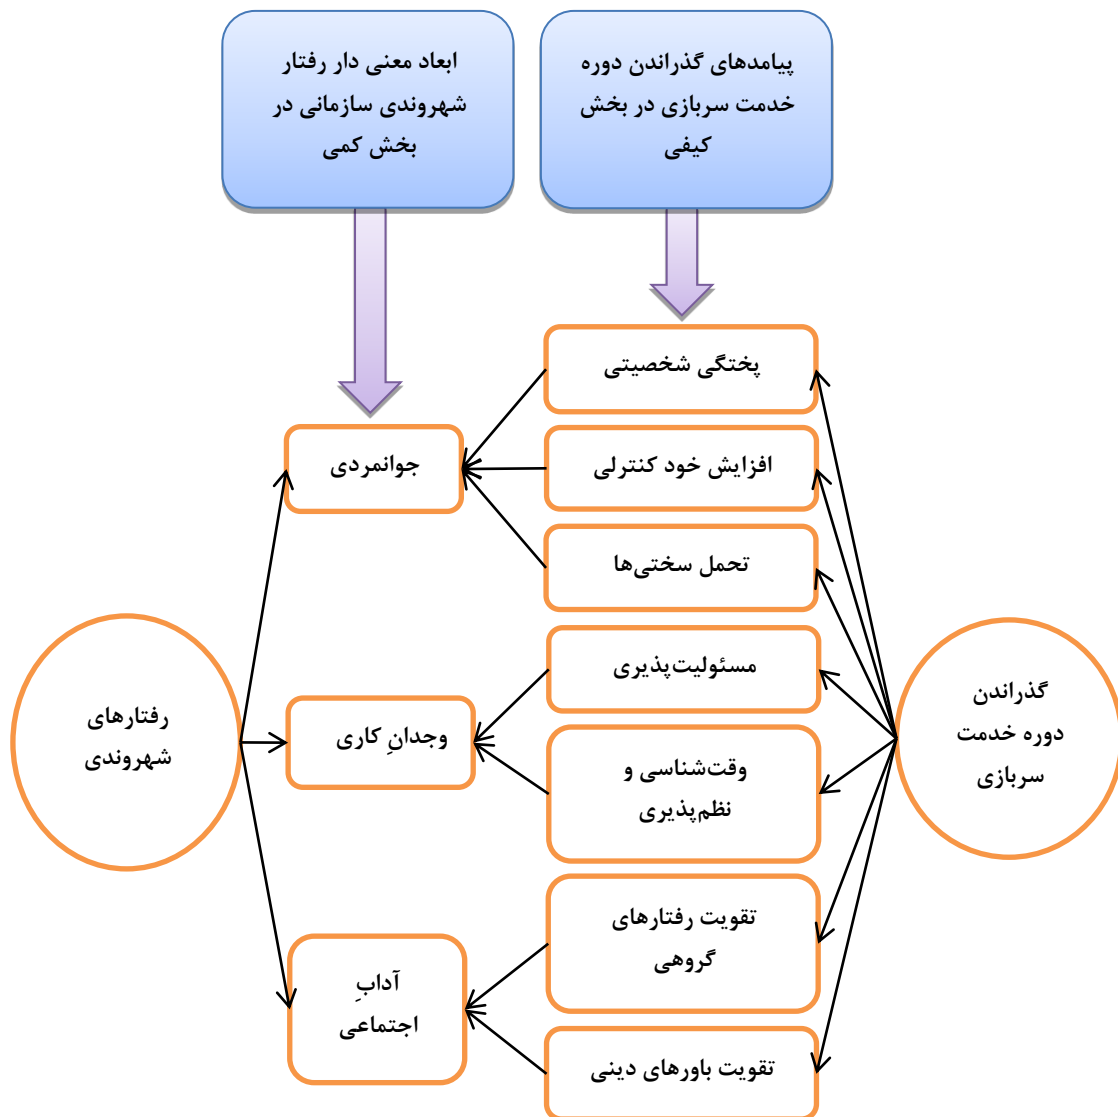 پیامدهای گذراندن دوره
خدمت سربازی در بخش
کیفی
ابعاد معنی دار رفتار
شهروندی سازمانی در
بخش کمی
گذراندن
دوره خدمت
سربازی
پختگی شخصیتی
افزایش خود کنترلی
تحمل سختی‌ها
مسئولیت‌پذیری
وقت‌شناسی و
نظم‌پذیری
تقویت رفتارهای
گروهی
تقویت باورهای دینی
جوانمردی
وجدانِ کاری
آدابِ
اجتماعی
رفتارهای
شهروندی